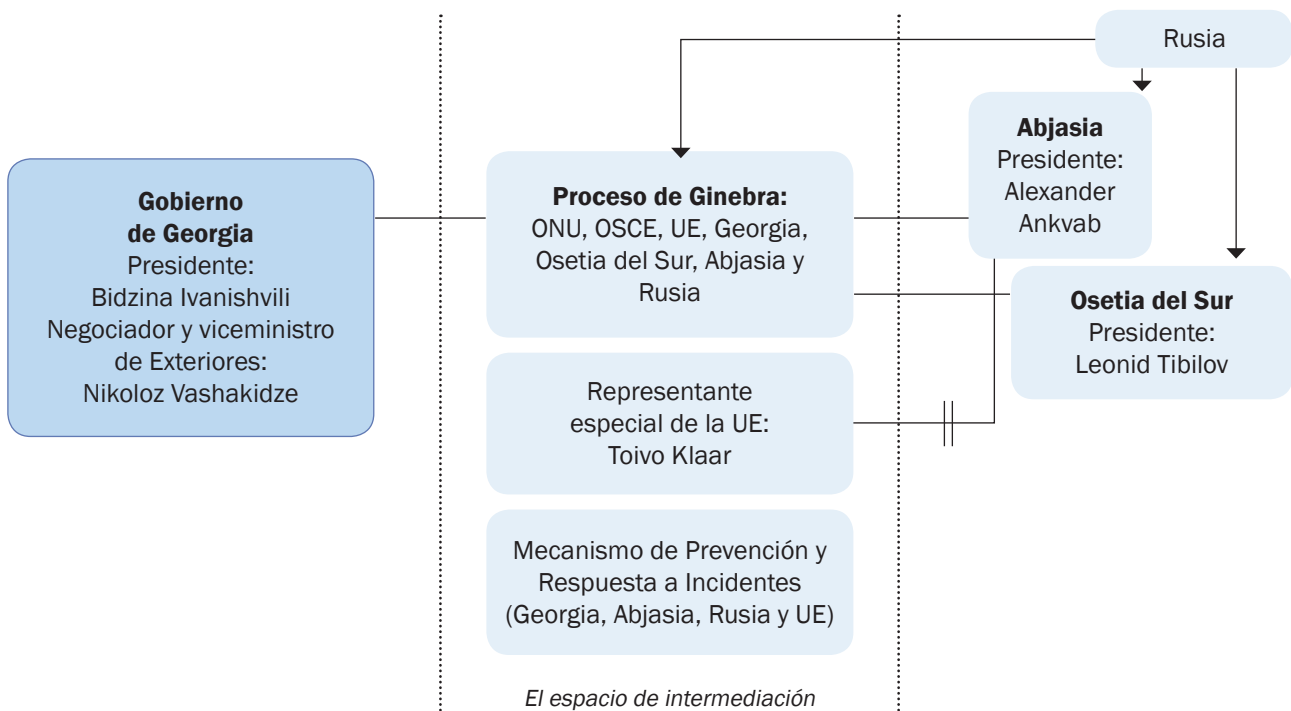 Rusia
Gobierno
de Georgia
Presidente:
Bidzina Ivanishvili
Negociador y viceministro
de Exteriores:
Nikoloz Vashakidze
Proceso de Ginebra:
ONU, OSCE, UE, Georgia,
Osetia del Sur, Abjasia y
Rusia
Representante
especial de la UE:
Toivo Klaar
Mecanismo de Prevención y
Respuesta a Incidentes
(Georgia, Abjasia, Rusia y UE)
El espacio de intermediación
Abjasia
Presidente:
Alexander
Ankvab
Osetia del Sur
Presidente:
Leonid Tibilov